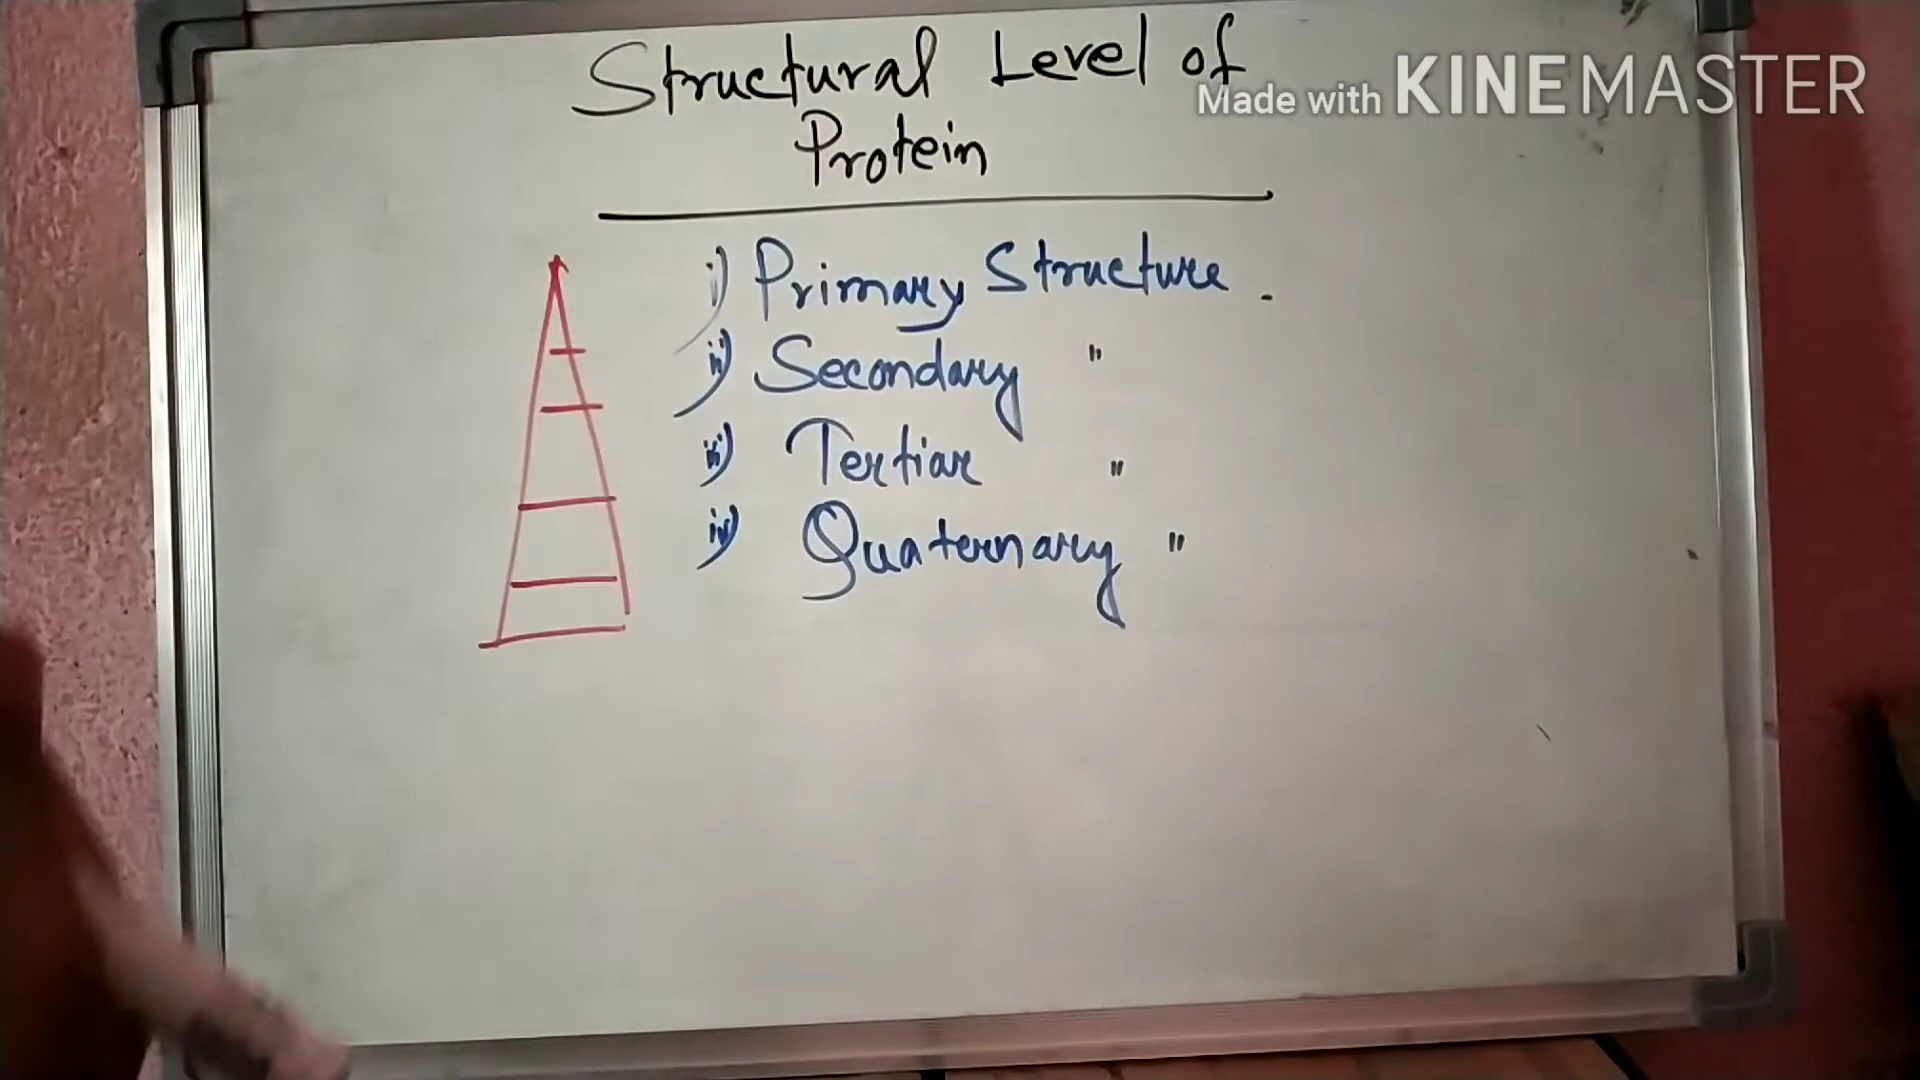 Structural Level of
Protein
Made with KINEMASTER
i) Primary Structure.
ii) Secondary "
iii) Tertiar "
iv) Quaternary "